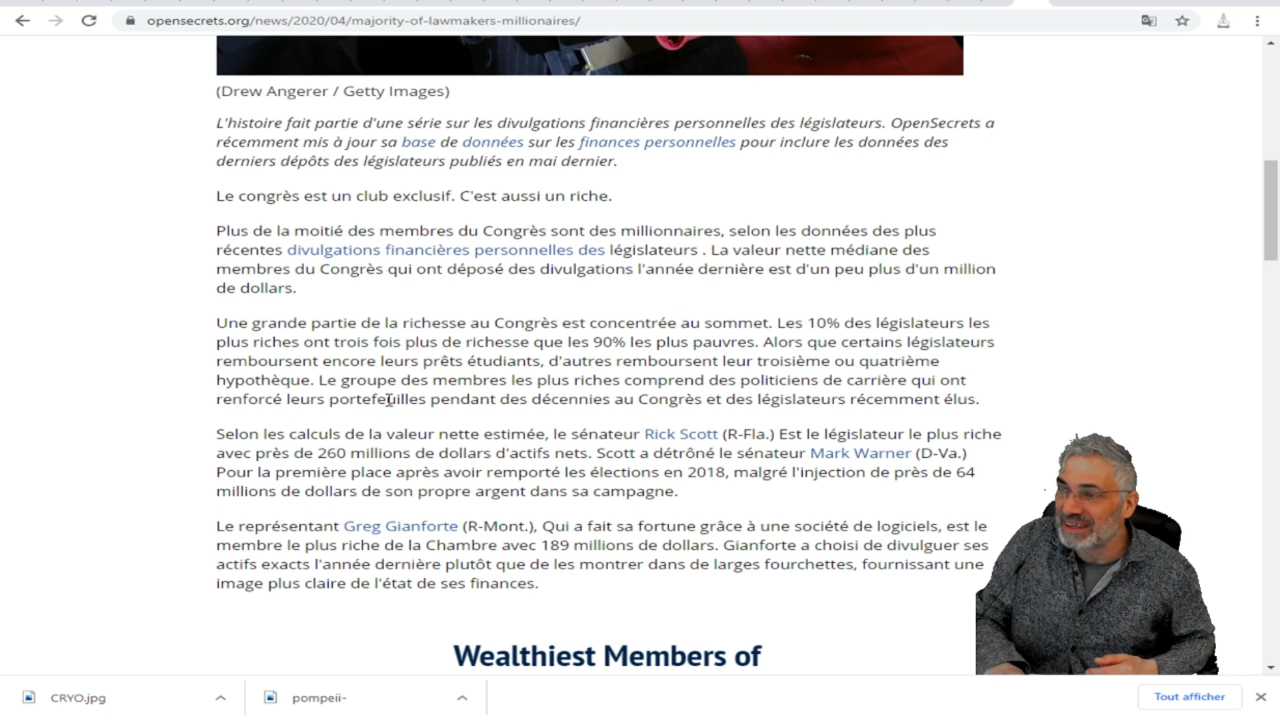 opensecrets.org/news/2020/04/majority-of-lawmakers-millionaires/
(Drew Angerer / Getty Images)
L'histoire fait partie d'une série sur les divulgations financières personnelles des législateurs. OpenSecrets a
récemment mis à jour sa base de données sur les finances personnelles pour inclure les données des
derniers dépôts des législateurs publiés en mai dernier.
Le congrès est un club exclusif. C'est aussi un riche.
Plus de la moitié des membres du Congrès sont des millionnaires, selon les données des plus
récentes divulgations financières personnelles des législateurs . La valeur nette médiane des
membres du Congrès qui ont déposé des divulgations l'année dernière est d'un peu plus d'un million
de dollars.
Une grande partie de la richesse au Congrès est concentrée au sommet. Les 10% des législateurs les
plus riches ont trois fois plus de richesse que les 90% les plus pauvres. Alors que certains législateurs
remboursent encore leurs prêts étudiants, d'autres remboursent leur troisième ou quatrième
hypothèque. Le groupe des membres les plus riches comprend des politiciens de carrière qui ont
renforcé leurs portefeuilles pendant des décennies au Congrès et des législateurs récemment élus.
Selon les calculs de la valeur nette estimée, le sénateur Rick Scott (R-Fla.) Est le législateur le plus riche
avec près de 260 millions de dollars d'actifs nets. Scott a détrôné le sénateur Mark Warner (D-Va.)
Pour la première place après avoir remporté les élections en 2018, malgré l'injection de près de 64
millions de dollars de son propre argent dans sa campagne.
Le représentant Greg Gianforte (R-Mont.), Qui a fait sa fortune grâce à une société de logiciels, est le
membre le plus riche de la Chambre avec 189 millions de dollars. Gianforte a choisi de divulguer ses
actifs exacts l'année dernière plutôt que de les montrer dans de larges fourchettes, fournissant une
image plus claire de l'état de ses finances.
Wealthiest Members of
CRYO.jpg
pompeii-
Tout afficher